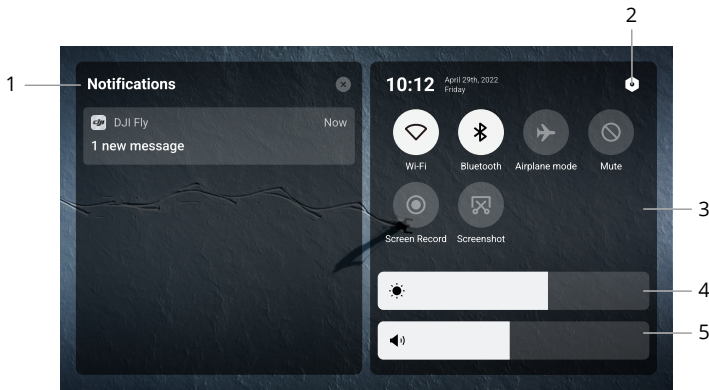 2
1
Notifications
10:12
April 29th, 2022
Friday
dji DJI Fly
Now
1 new message
Wi-Fi
Bluetooth
Airplane mode
Mute
Screen Record
Screenshot
3
4
5